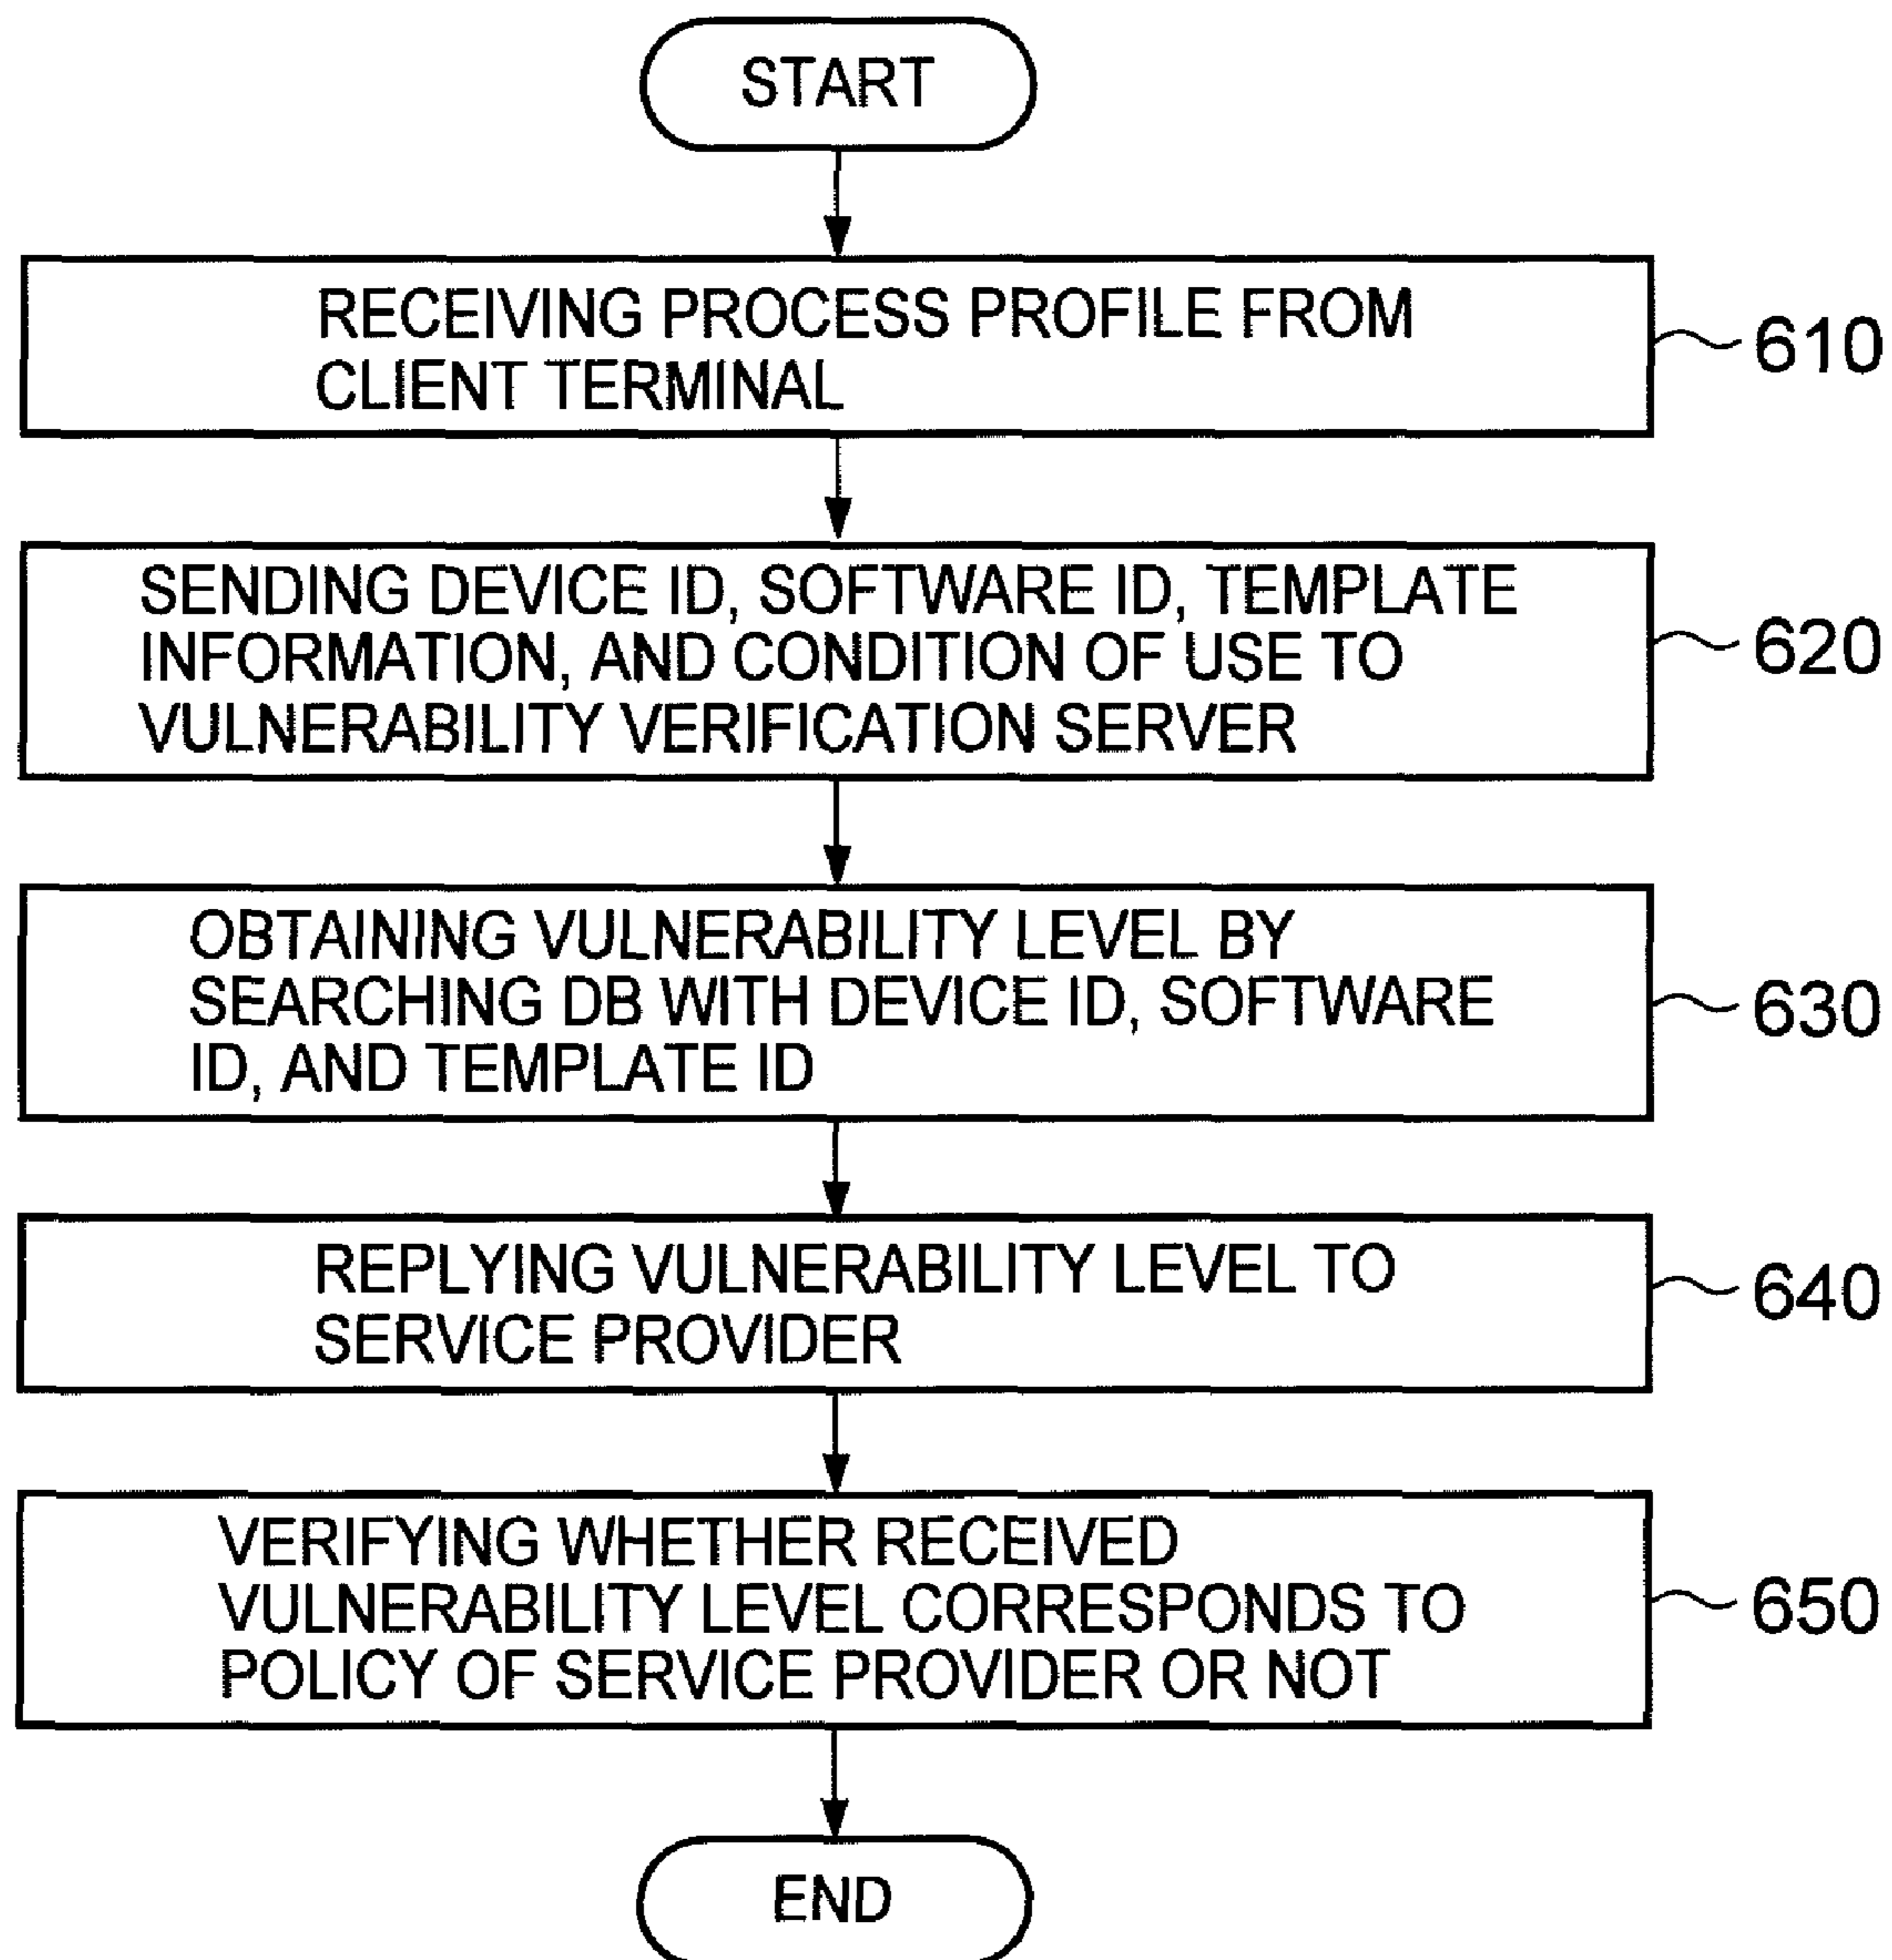 START
RECEIVING PROCESS PROFILE FROM
CLIENT TERMINAL
610
SENDING DEVICE ID, SOFTWARE ID, TEMPLATE
INFORMATION, AND CONDITION OF USE TO
VULNERABILITY VERIFICATION SERVER
620
OBTAINING VULNERABILITY LEVEL BY
SEARCHING DB WITH DEVICE ID, SOFTWARE
ID, AND TEMPLATE ID
630
REPLYING VULNERABILITY LEVEL TO
SERVICE PROVIDER
640
VERIFYING WHETHER RECEIVED
VULNERABILITY LEVEL CORRESPONDS TO
POLICY OF SERVICE PROVIDER OR NOT
650
END